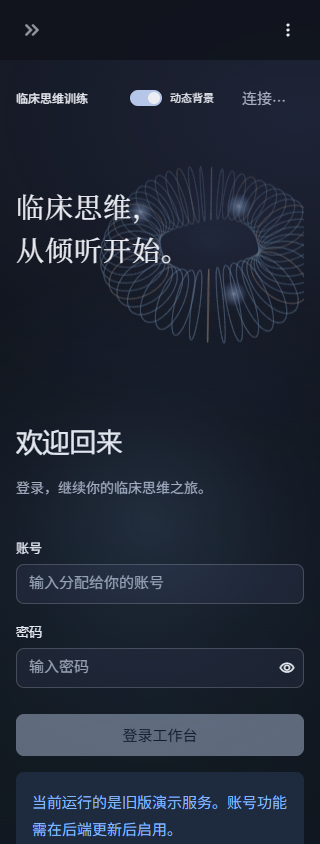 临床思维训练
动态背景
连接…
临床思维，
从倾听开始。
欢迎回来
登录，继续你的临床思维之旅。
账号
输入分配给你的账号
密码
输入密码
登录工作台
当前运行的是旧版演示服务。账号功能
需在后端更新后启用。